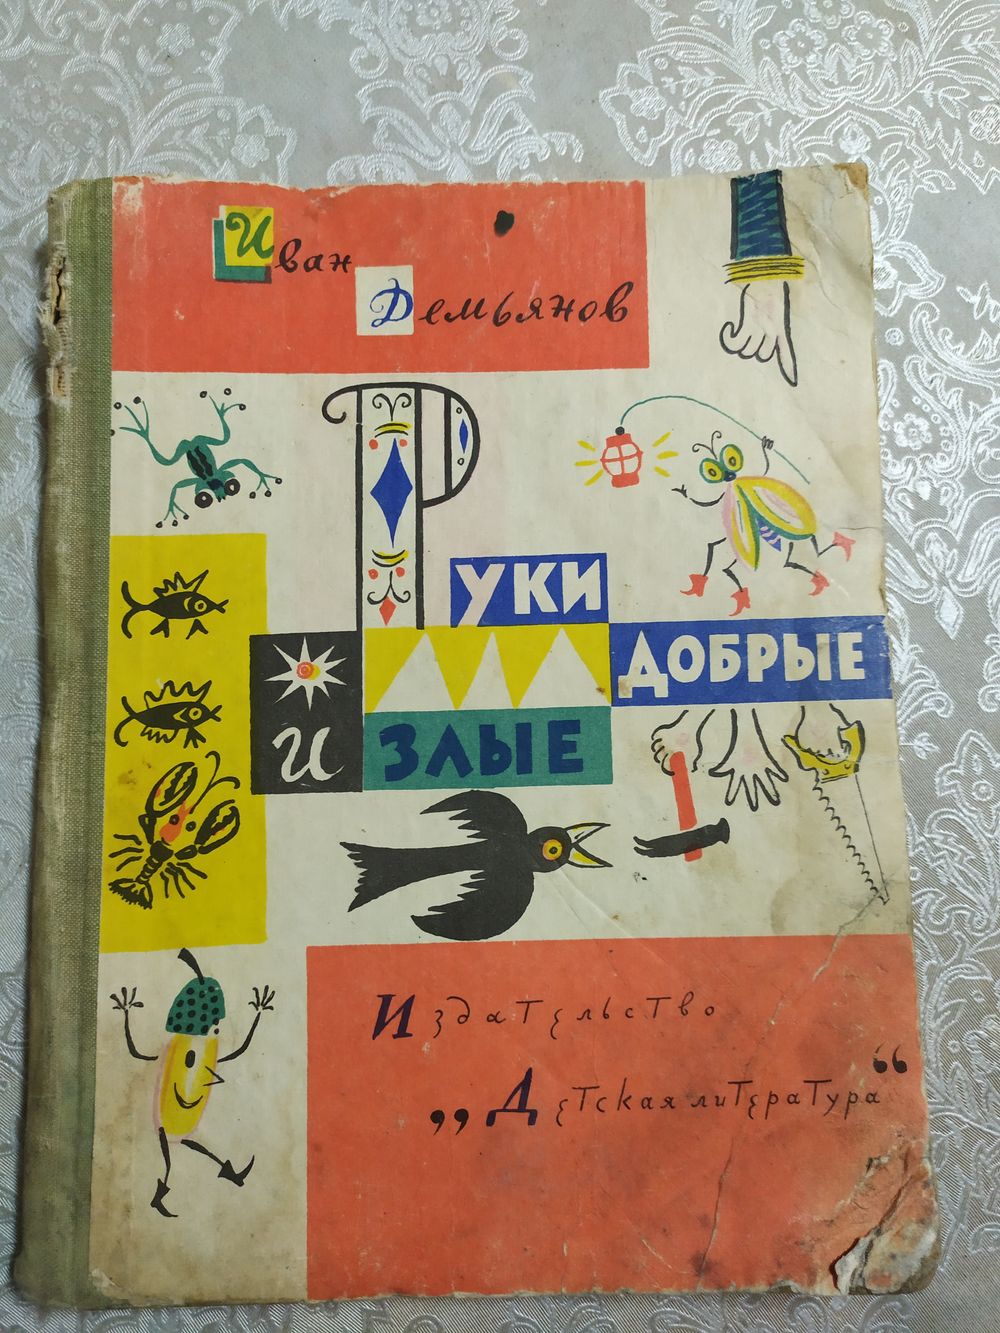 Иван
Демьянов
Руки
добрые
и злые
Издательство
„Детская литература“